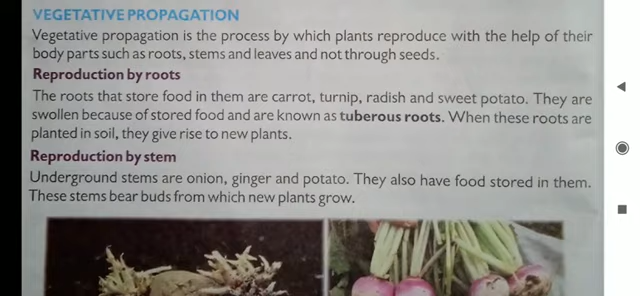 VEGETATIVE PROPAGATION
Vegetative propagation is the process by which plants reproduce with the help of their
body parts such as roots, stems and leaves and not through seeds.
Reproduction by roots
The roots that store food in them are carrot, turnip, radish and sweet potato. They are
swollen because of stored food and are known as tuberous roots. When these roots are
planted in soil, they give rise to new plants.
Reproduction by stem
Underground stems are onion, ginger and potato. They also have food stored in them.
These stems bear buds from which new plants grow.